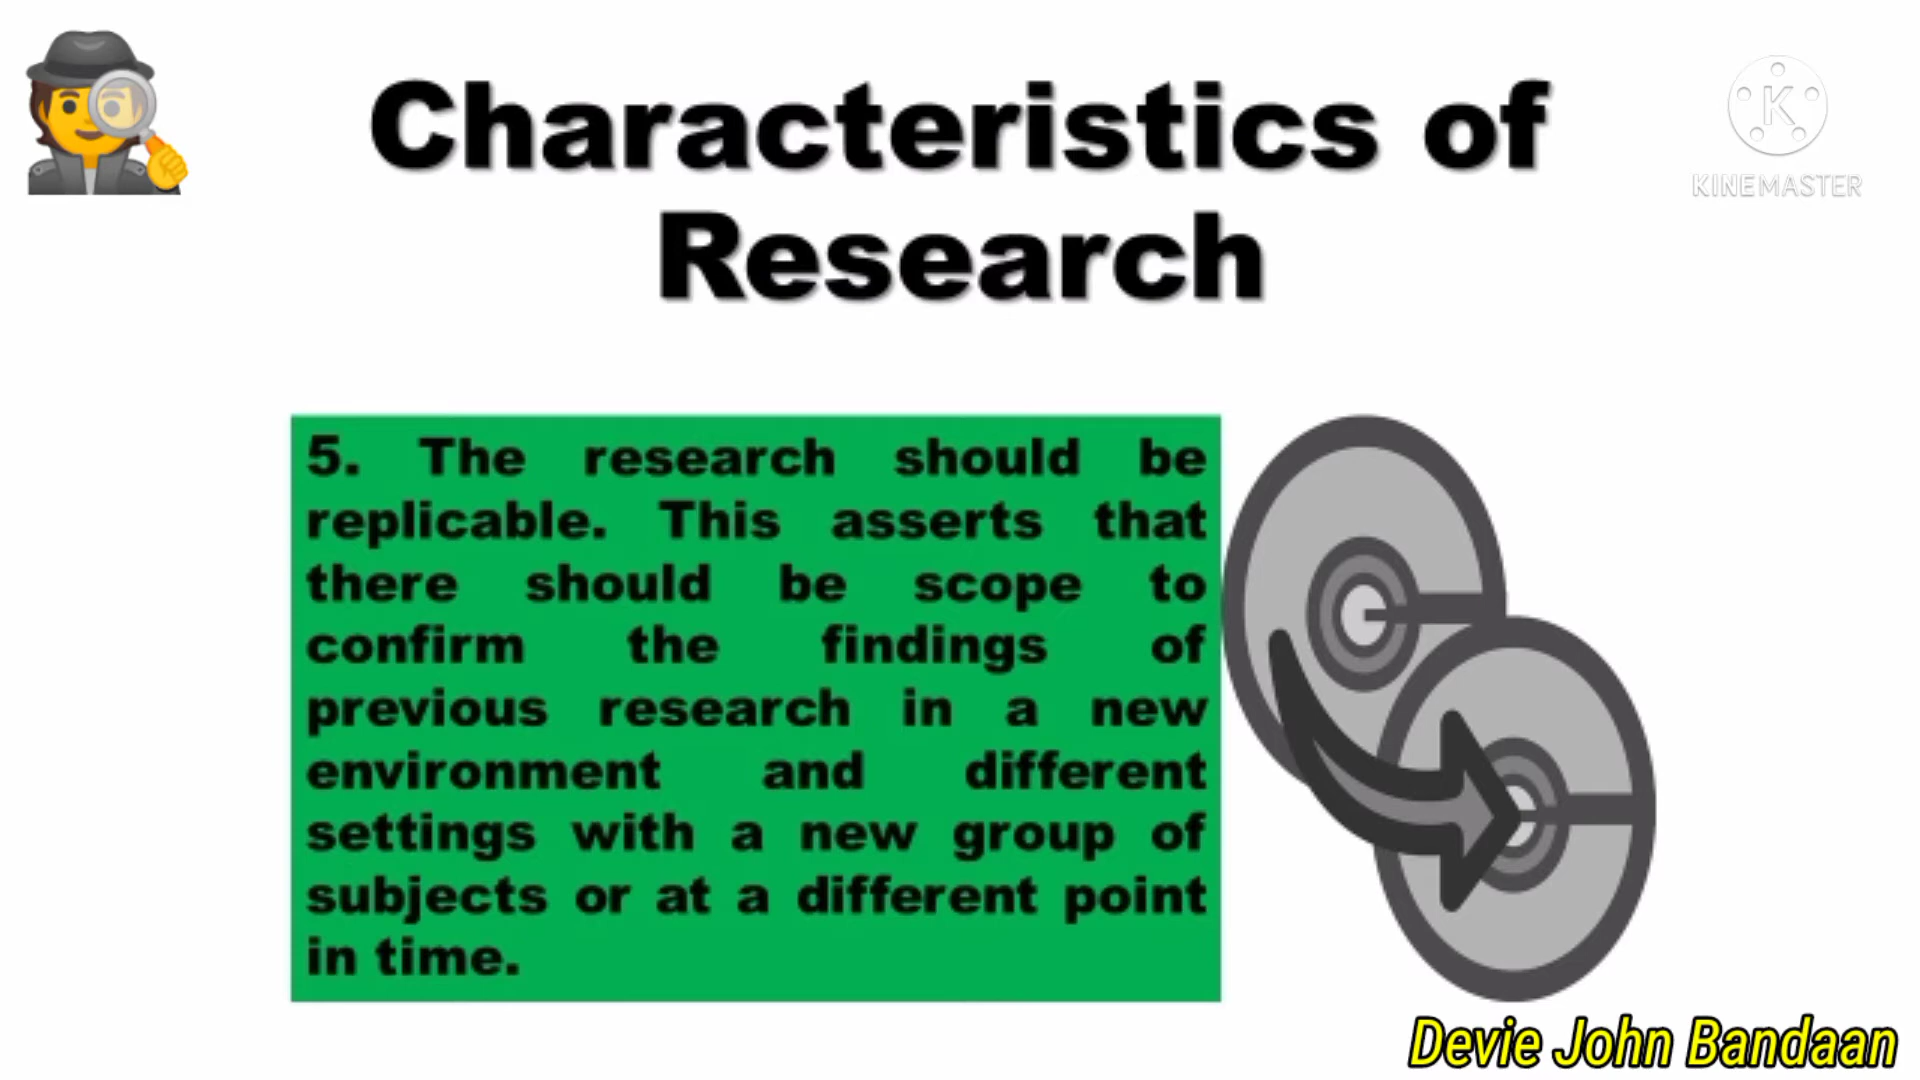 Characteristics of
Research
K
KINEMASTER
5. The research should be
replicable. This asserts that
there should be scope to
confirm the findings of
previous research in a new
environment and different
settings with a new group of
subjects or at a different point
in time.
Devie John Bandaan